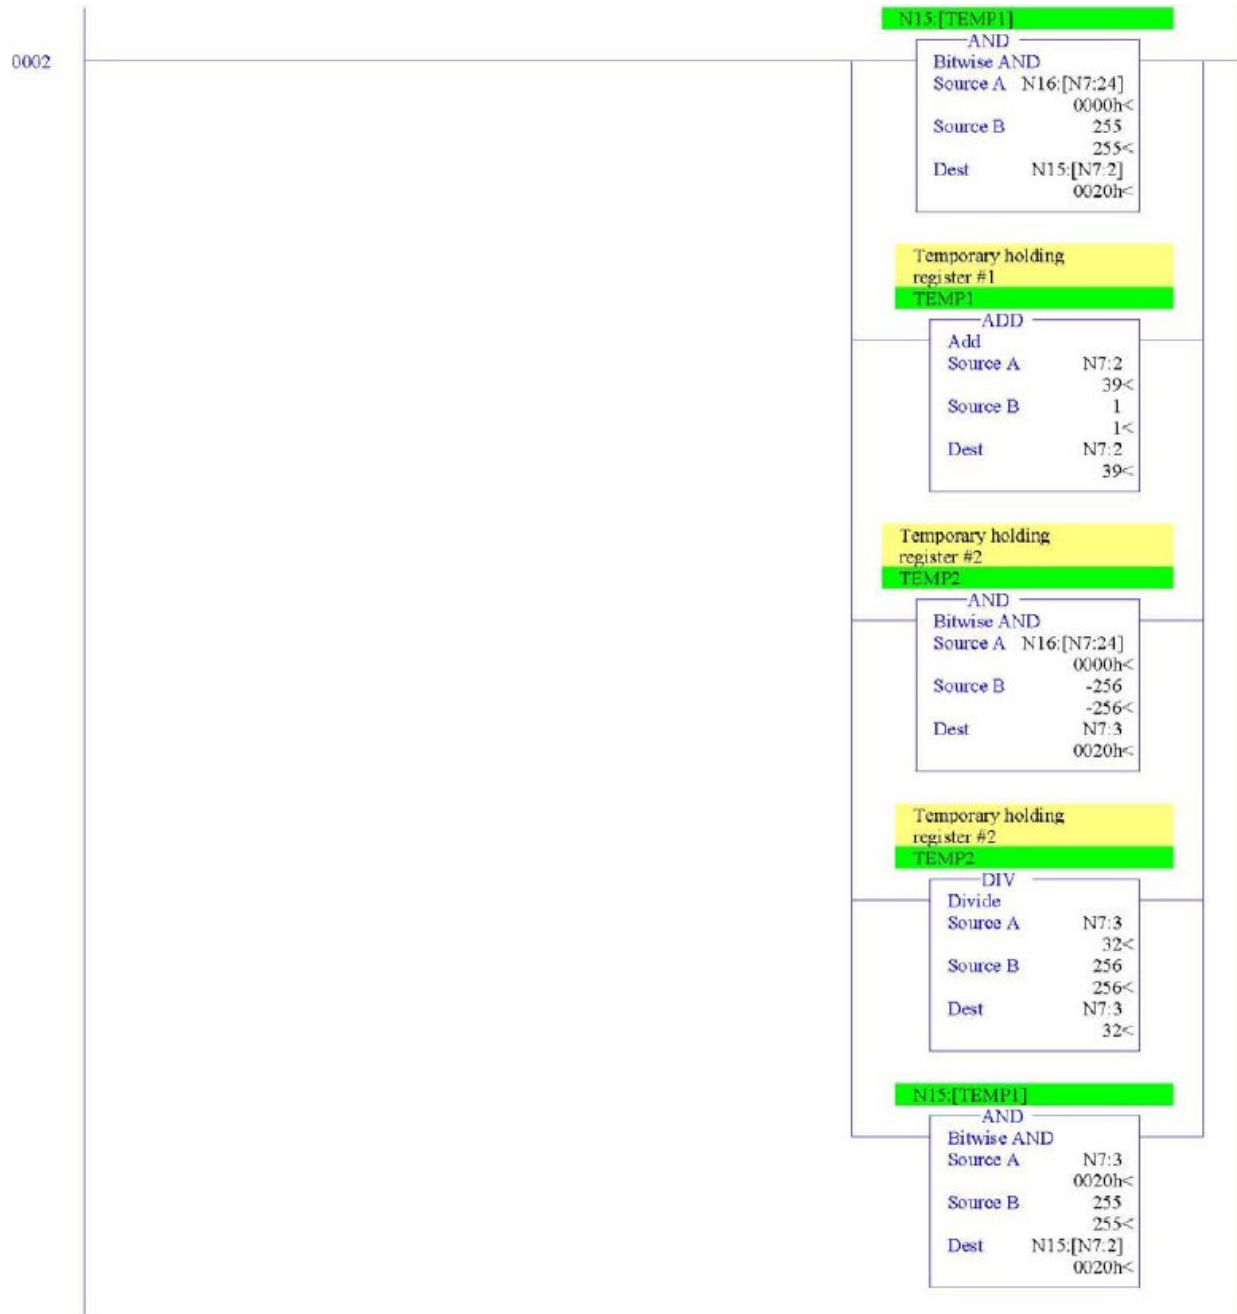 N15:[TEMP1]
AND
0002
Bitwise AND
Source A N16:[N7:24]
0000h<
Source B 255
255<
Dest N15:[N7:2]
0020h<
Temporary holding
register #1
TEMP1
ADD
Add
Source A N7:2
39<
Source B 1
1<
Dest N7:2
39<
Temporary holding
register #2
TEMP2
AND
Bitwise AND
Source A N16:[N7:24]
0000h<
Source B -256
-256<
Dest N7:3
0020h<
Temporary holding
register #2
TEMP2
DIV
Divide
Source A N7:3
32<
Source B 256
256<
Dest N7:3
32<
N15:[TEMP1]
AND
Bitwise AND
Source A N7:3
0020h<
Source B 255
255<
Dest N15:[N7:2]
0020h<